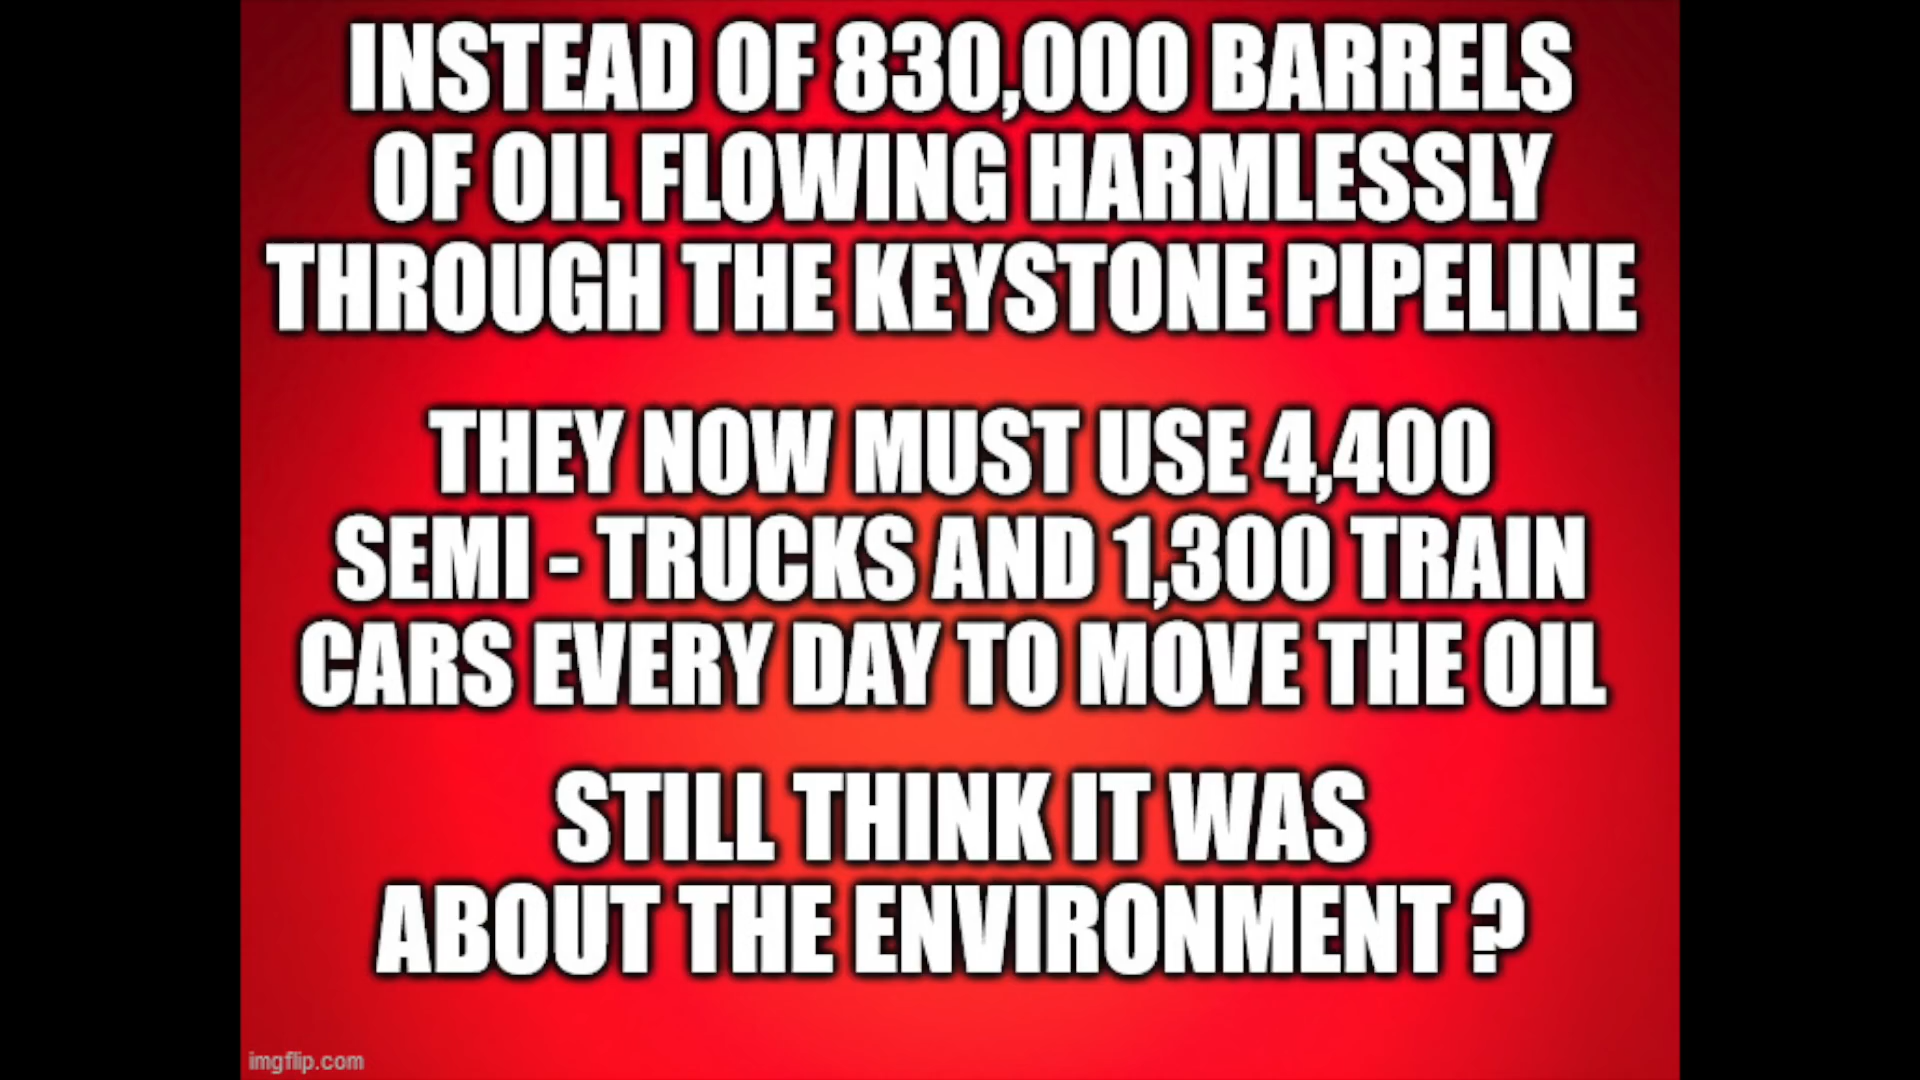 INSTEAD OF 830,000 BARRELS
OF OIL FLOWING HARMLESSLY
THROUGH THE KEYSTONE PIPELINE
THEY NOW MUST USE 4,400
SEMI - TRUCKS AND 1,300 TRAIN
CARS EVERY DAY TO MOVE THE OIL
STILL THINK IT WAS
ABOUT THE ENVIRONMENT ?
imgflip.com